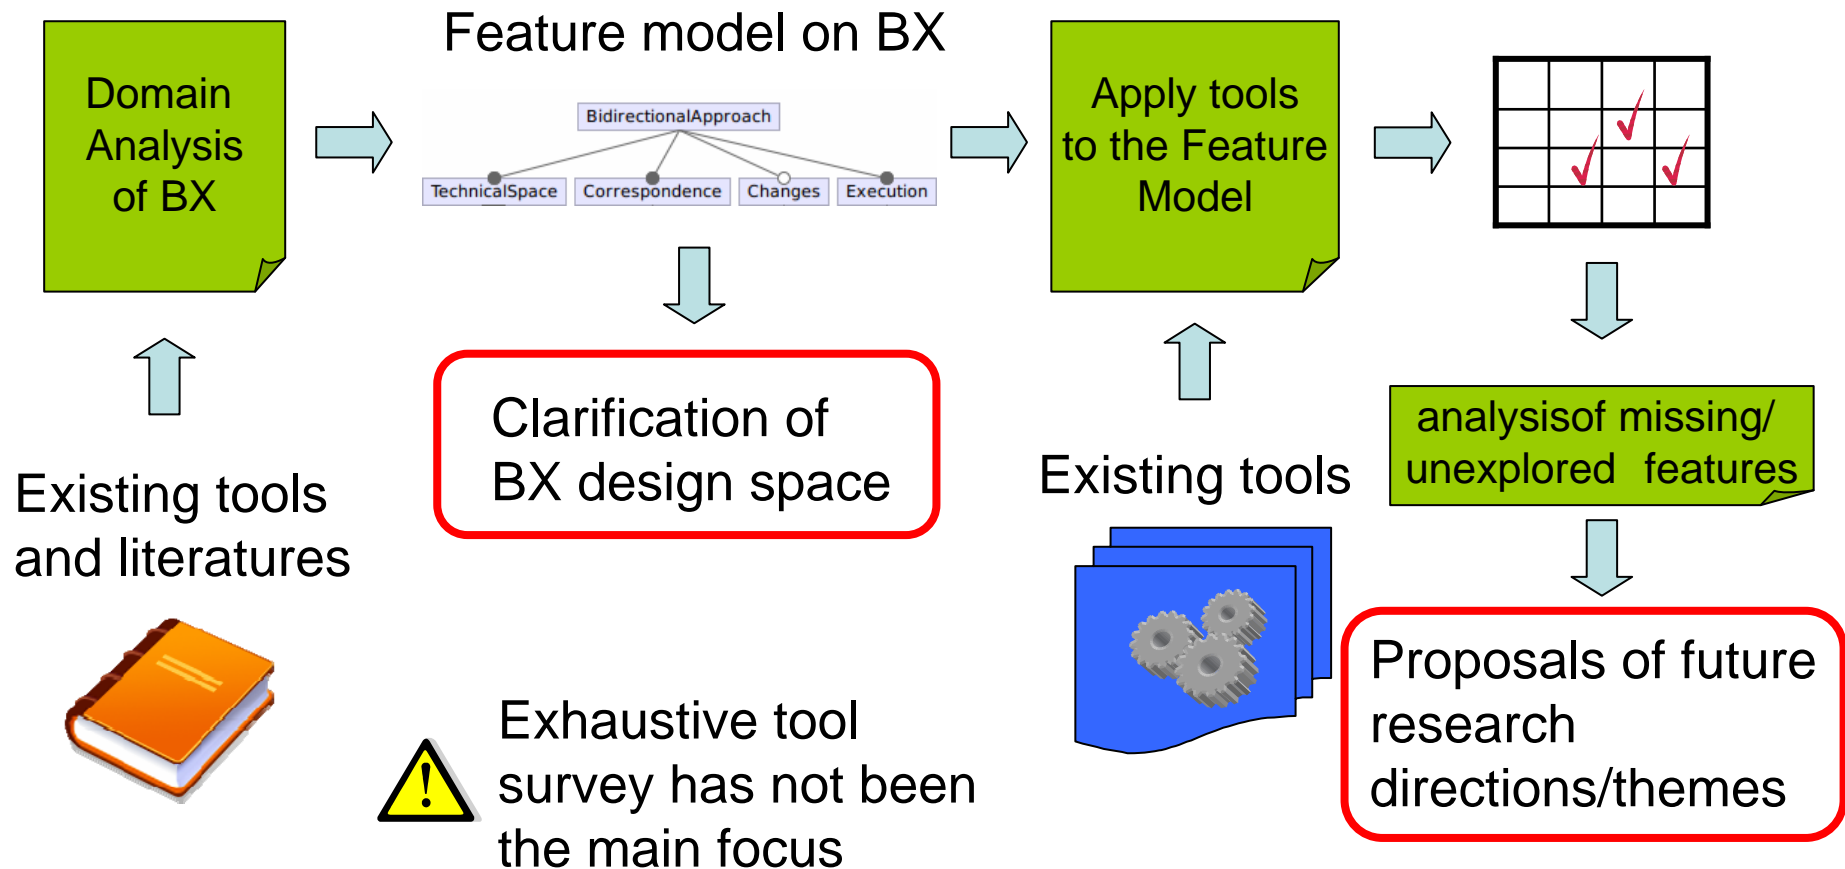 Feature model on BX
Domain
Analysis
of BX
BidirectionalApproach
TechnicalSpace
Correspondence
Changes
Execution
Apply tools
to the Feature
Model
Clarification of
BX design space
Existing tools
and literatures
Existing tools
analysisof missing/
unexplored features
Exhaustive tool
survey has not been
the main focus
Proposals of future
research
directions/themes